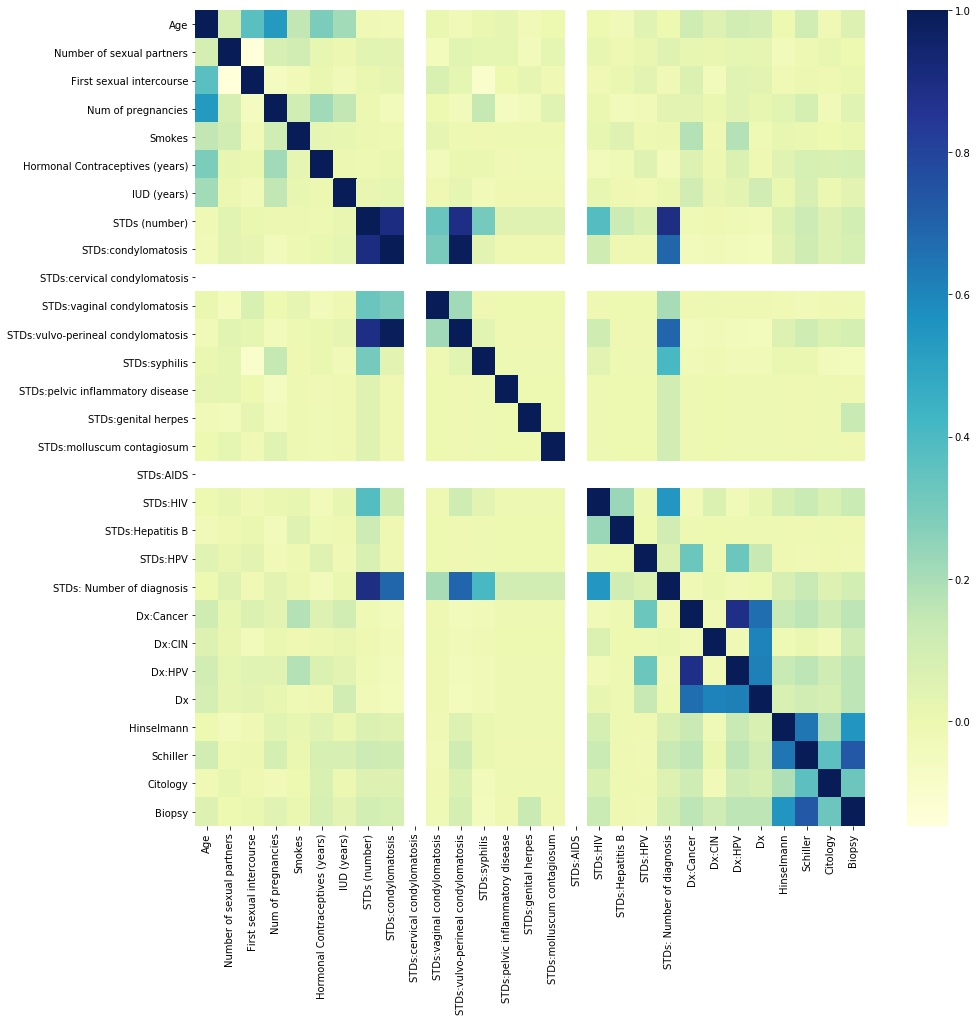 Age
Number of sexual partners
First sexual intercourse
Num of pregnancies
Smokes
Hormonal Contraceptives (years)
IUD (years)
STDs (number)
STDs:condylomatosis
STDs:cervical condylomatosis
STDs:vaginal condylomatosis
STDs:vulvo-perineal condylomatosis
STDs:syphilis
STDs:pelvic inflammatory disease
STDs:genital herpes
STDs:molluscum contagiosum
STDs:AIDS
STDs:HIV
STDs:Hepatitis B
STDs:HPV
STDs: Number of diagnosis
Dx:Cancer
Dx:CIN
Dx:HPV
Dx
Hinselmann
Schiller
Citology
Biopsy
Age
Number of sexual partners
First sexual intercourse
Num of pregnancies
Smokes
Hormonal Contraceptives (years)
IUD (years)
STDs (number)
STDs:condylomatosis
STDs:cervical condylomatosis
STDs:vaginal condylomatosis
STDs:vulvo-perineal condylomatosis
STDs:syphilis
STDs:pelvic inflammatory disease
STDs:genital herpes
STDs:molluscum contagiosum
STDs:AIDS
STDs:HIV
STDs:Hepatitis B
STDs:HPV
STDs: Number of diagnosis
Dx:Cancer
Dx:CIN
Dx:HPV
Dx
Hinselmann
Schiller
Citology
Biopsy
1.0
0.8
0.6
0.4
0.2
0.0